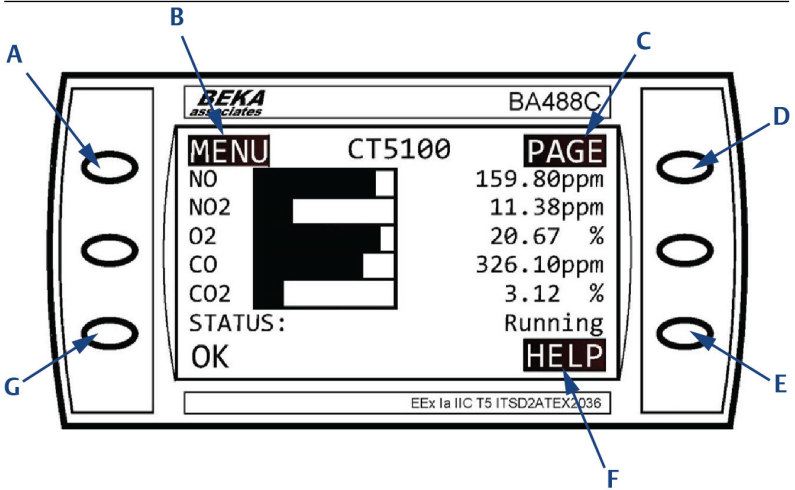 B
C
A
BEKA
associates
BA488C
D
MENU CT5100 PAGE
NO 159.80ppm
NO2 11.38ppm
O2 20.67 %
CO 326.10ppm
CO2 3.12 %
STATUS: Running
OK HELP
G
E
EEx Ia IIC T5 ITSD2ATEX2036
F